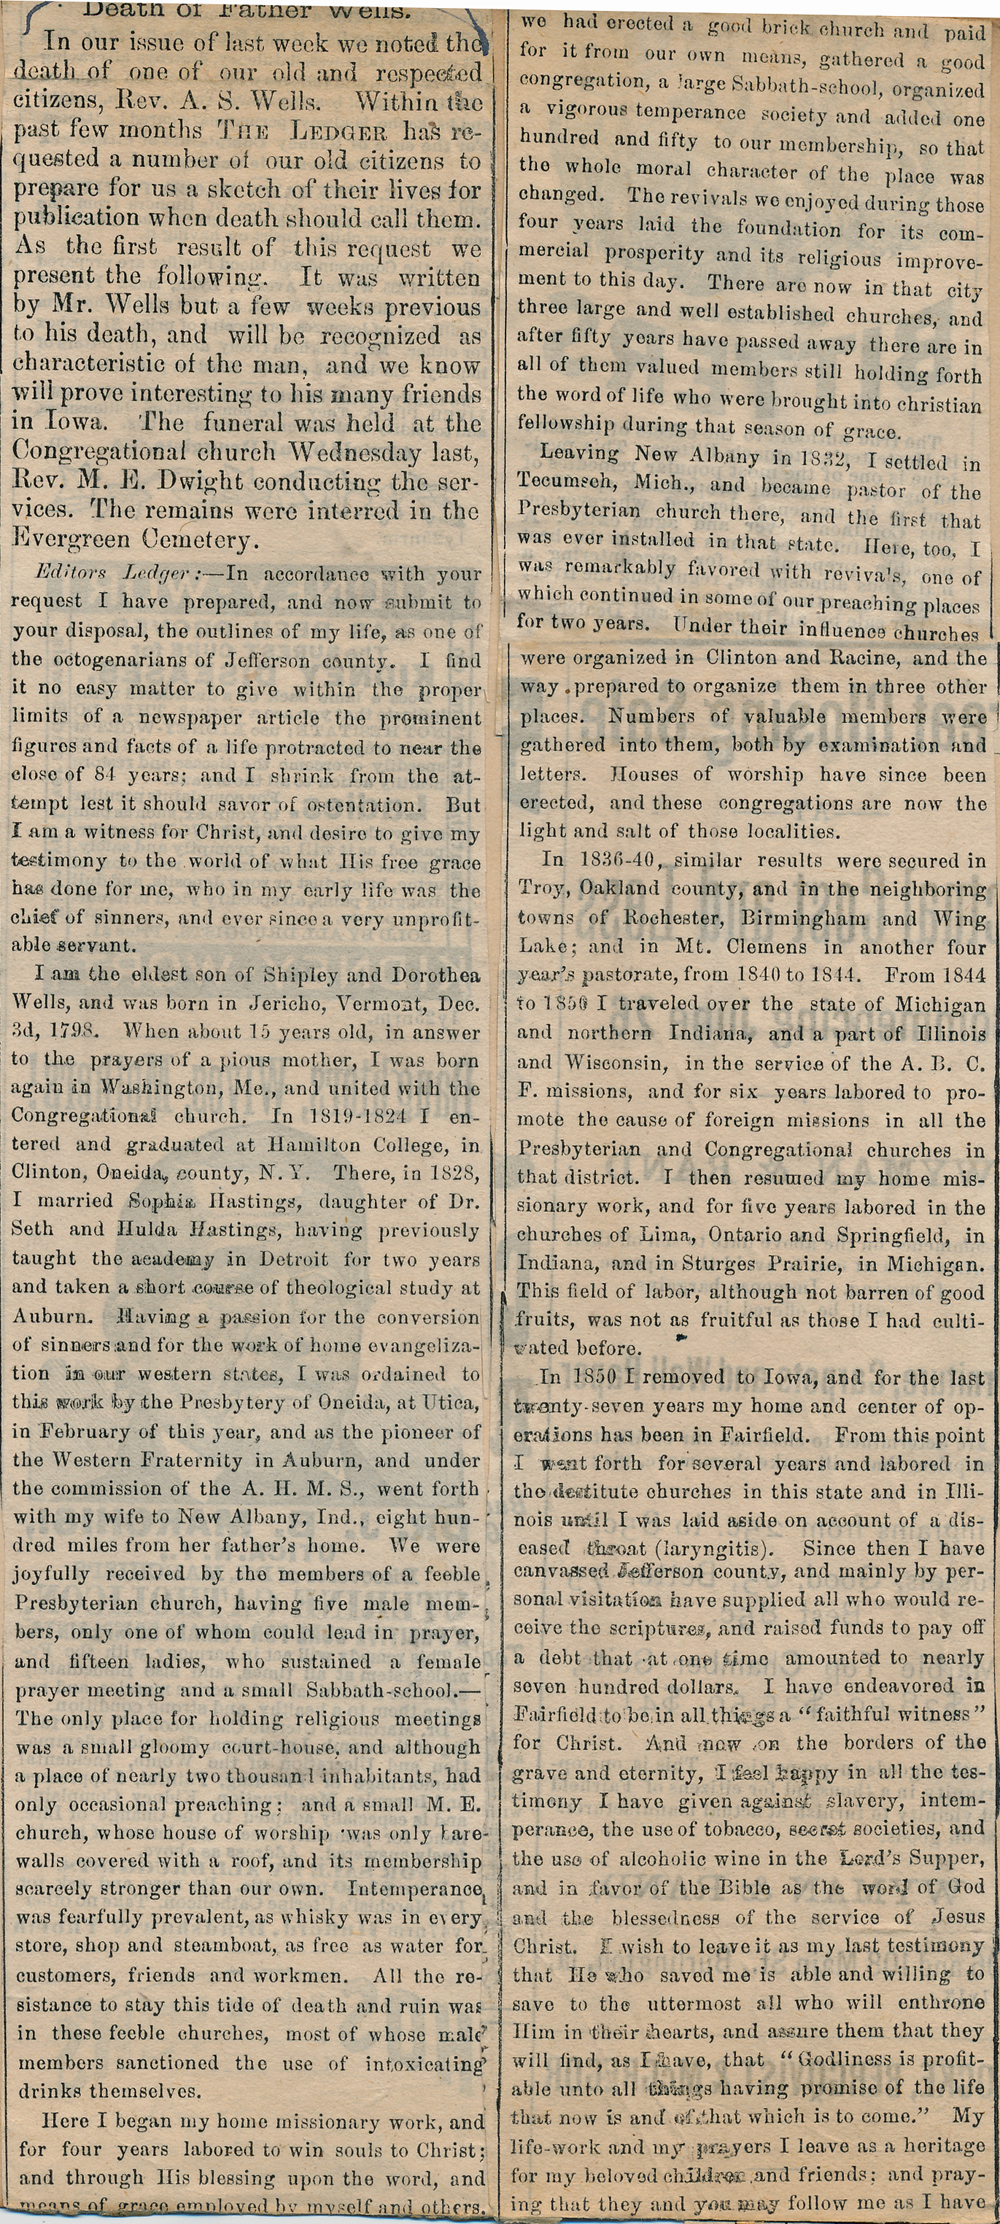 Death of Father Wells.
In our issue of last week we noted the
death of one of our old and respected
citizens, Rev. A. S. Wells. Within the
past few months THE LEDGER has re-
quested a number of our old citizens to
prepare for us a sketch of their lives for
publication when death should call them.
As the first result of this request we
present the following. It was written
by Mr. Wells but a few weeks previous
to his death, and will be recognized as
characteristic of the man, and we know
will prove interesting to his many friends
in Iowa. The funeral was held at the
Congregational church Wednesday last,
Rev. M. E. Dwight conducting the ser-
vices. The remains were interred in the
Evergreen Cemetery.
Editors Ledger:—In accordance with your
request I have prepared, and now submit to
your disposal, the outlines of my life, as one of
the octogenarians of Jefferson county. I find
it no easy matter to give within the proper
limits of a newspaper article the prominent
figures and facts of a life protracted to near the
close of 84 years; and I shrink from the at-
tempt lest it should savor of ostentation. But
I am a witness for Christ, and desire to give my
testimony to the world of what His free grace
has done for me, who in my early life was the
chief of sinners, and ever since a very unprofit-
able servant.
I am the eldest son of Shipley and Dorothea
Wells, and was born in Jericho, Vermont, Dec.
3d, 1798. When about 15 years old, in answer
to the prayers of a pious mother, I was born
again in Washington, Me., and united with the
Congregational church. In 1819-1824 I en-
tered and graduated at Hamilton College, in
Clinton, Oneida, county, N. Y. There, in 1828,
I married Sophia Hastings, daughter of Dr.
Seth and Hulda Hastings, having previously
taught the academy in Detroit for two years
and taken a short course of theological study at
Auburn. Having a passion for the conversion
of sinners and for the work of home evangeliza-
tion in our western states, I was ordained to
this work by the Presbytery of Oneida, at Utica,
in February of this year, and as the pioneer of
the Western Fraternity in Auburn, and under
the commission of the A. H. M. S., went forth
with my wife to New Albany, Ind., eight hun-
dred miles from her father's home. We were
joyfully received by the members of a feeble
Presbyterian church, having five male mem-
bers, only one of whom could lead in prayer,
and fifteen ladies, who sustained a female
prayer meeting and a small Sabbath-school.—
The only place for holding religious meetings
was a small gloomy court-house, and although
a place of nearly two thousand inhabitants, had
only occasional preaching; and a small M. E.
church, whose house of worship was only bare
walls covered with a roof, and its membership
scarcely stronger than our own. Intemperance
was fearfully prevalent, as whisky was in every
store, shop and steamboat, as free as water for
customers, friends and workmen. All the re-
sistance to stay this tide of death and ruin was
in these feeble churches, most of whose male
members sanctioned the use of intoxicating
drinks themselves.
Here I began my home missionary work, and
for four years labored to win souls to Christ;
and through His blessing upon the word, and
means of grace employed by myself and others,
we had erected a good brick church and paid
for it from our own means, gathered a good
congregation, a large Sabbath-school, organized
a vigorous temperance society and added one
hundred and fifty to our membership, so that
the whole moral character of the place was
changed. The revivals we enjoyed during those
four years laid the foundation for its com-
mercial prosperity and its religious improve-
ment to this day. There are now in that city
three large and well established churches, and
after fifty years have passed away there are in
all of them valued members still holding forth
the word of life who were brought into christian
fellowship during that season of grace.
Leaving New Albany in 1832, I settled in
Tecumseh, Mich., and became pastor of the
Presbyterian church there, and the first that
was ever installed in that state. Here, too, I
was remarkably favored with revivals, one of
which continued in some of our preaching places
for two years. Under their influence churches
were organized in Clinton and Racine, and the
way prepared to organize them in three other
places. Numbers of valuable members were
gathered into them, both by examination and
letters. Houses of worship have since been
erected, and these congregations are now the
light and salt of those localities.
In 1836-40, similar results were secured in
Troy, Oakland county, and in the neighboring
towns of Rochester, Birmingham and Wing
Lake; and in Mt. Clemens in another four
year's pastorate, from 1840 to 1844. From 1844
to 1850 I traveled over the state of Michigan
and northern Indiana, and a part of Illinois
and Wisconsin, in the service of the A. B. C.
F. missions, and for six years labored to pro-
mote the cause of foreign missions in all the
Presbyterian and Congregational churches in
that district. I then resumed my home mis-
sionary work, and for five years labored in the
churches of Lima, Ontario and Springfield, in
Indiana, and in Sturges Prairie, in Michigan.
This field of labor, although not barren of good
fruits, was not as fruitful as those I had culti-
vated before.
In 1850 I removed to Iowa, and for the last
twenty-seven years my home and center of op-
erations has been in Fairfield. From this point
I went forth for several years and labored in
the destitute churches in this state and in Illi-
nois until I was laid aside on account of a dis-
eased throat (laryngitis). Since then I have
canvassed Jefferson county, and mainly by per-
sonal visitation have supplied all who would re-
ceive the scriptures, and raised funds to pay off
a debt that at one time amounted to nearly
seven hundred dollars. I have endeavored in
Fairfield to be in all things a "faithful witness"
for Christ. And now on the borders of the
grave and eternity, I feel happy in all the tes-
timony I have given against slavery, intem-
perance, the use of tobacco, secret societies, and
the use of alcoholic wine in the Lord's Supper,
and in favor of the Bible as the word of God
and the blessedness of the service of Jesus
Christ. I wish to leave it as my last testimony
that He who saved me is able and willing to
save to the uttermost all who will enthrone
Him in their hearts, and assure them that they
will find, as I have, that "Godliness is profit-
able unto all things having promise of the life
that now is and of that which is to come." My
life-work and my prayers I leave as a heritage
for my beloved children and friends; and pray-
ing that they and you may follow me as I have